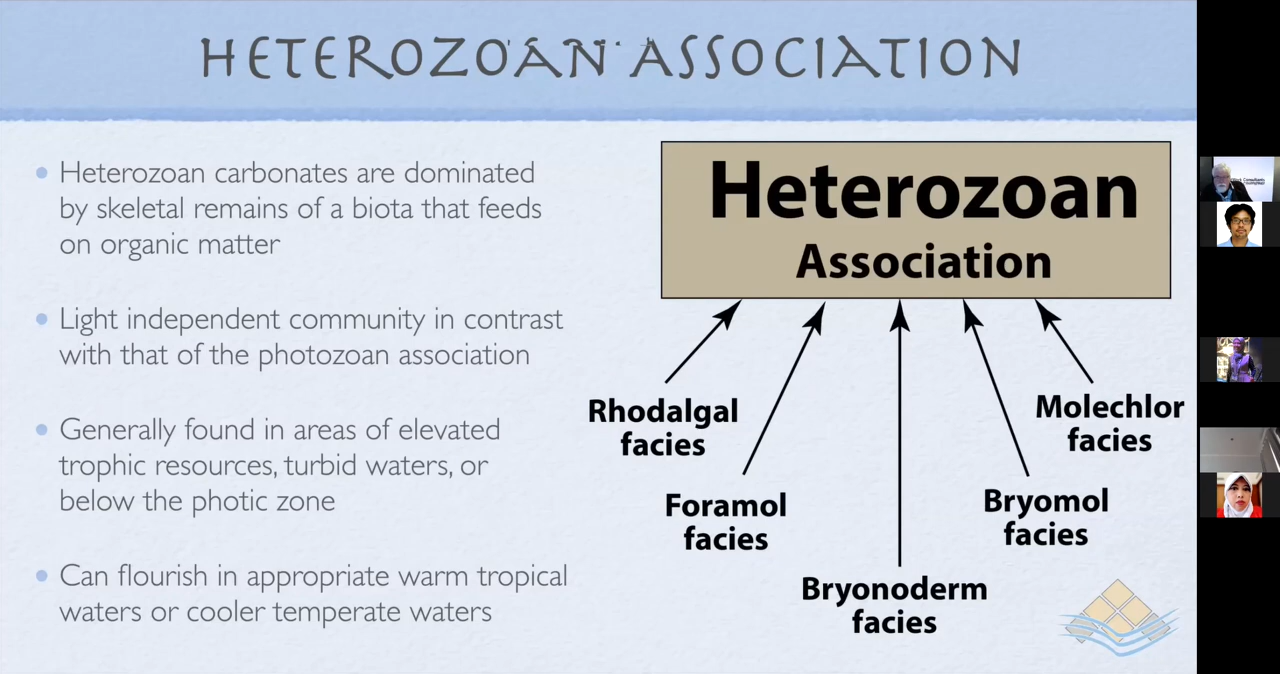 HETEROZOAN ASSOCIATION
• Heterozoan carbonates are dominated
by skeletal remains of a biota that feeds
on organic matter
• Light independent community in contrast
with that of the photozoan association
• Generally found in areas of elevated
trophic resources, turbid waters, or
below the photic zone
• Can flourish in appropriate warm tropical
waters or cooler temperate waters
Heterozoan
Association
Rhodalgal
facies
Foramol
facies
Bryonoderm
facies
Bryomol
facies
Molechlor
facies